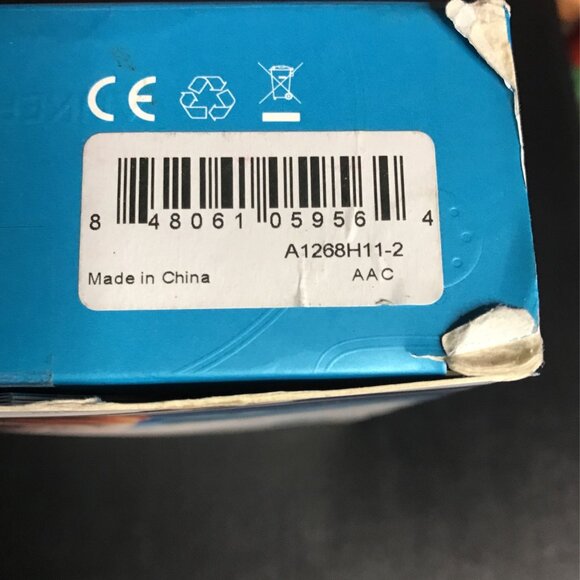 CE
8 48061 05956 4
A1268H11-2
Made in China AAC